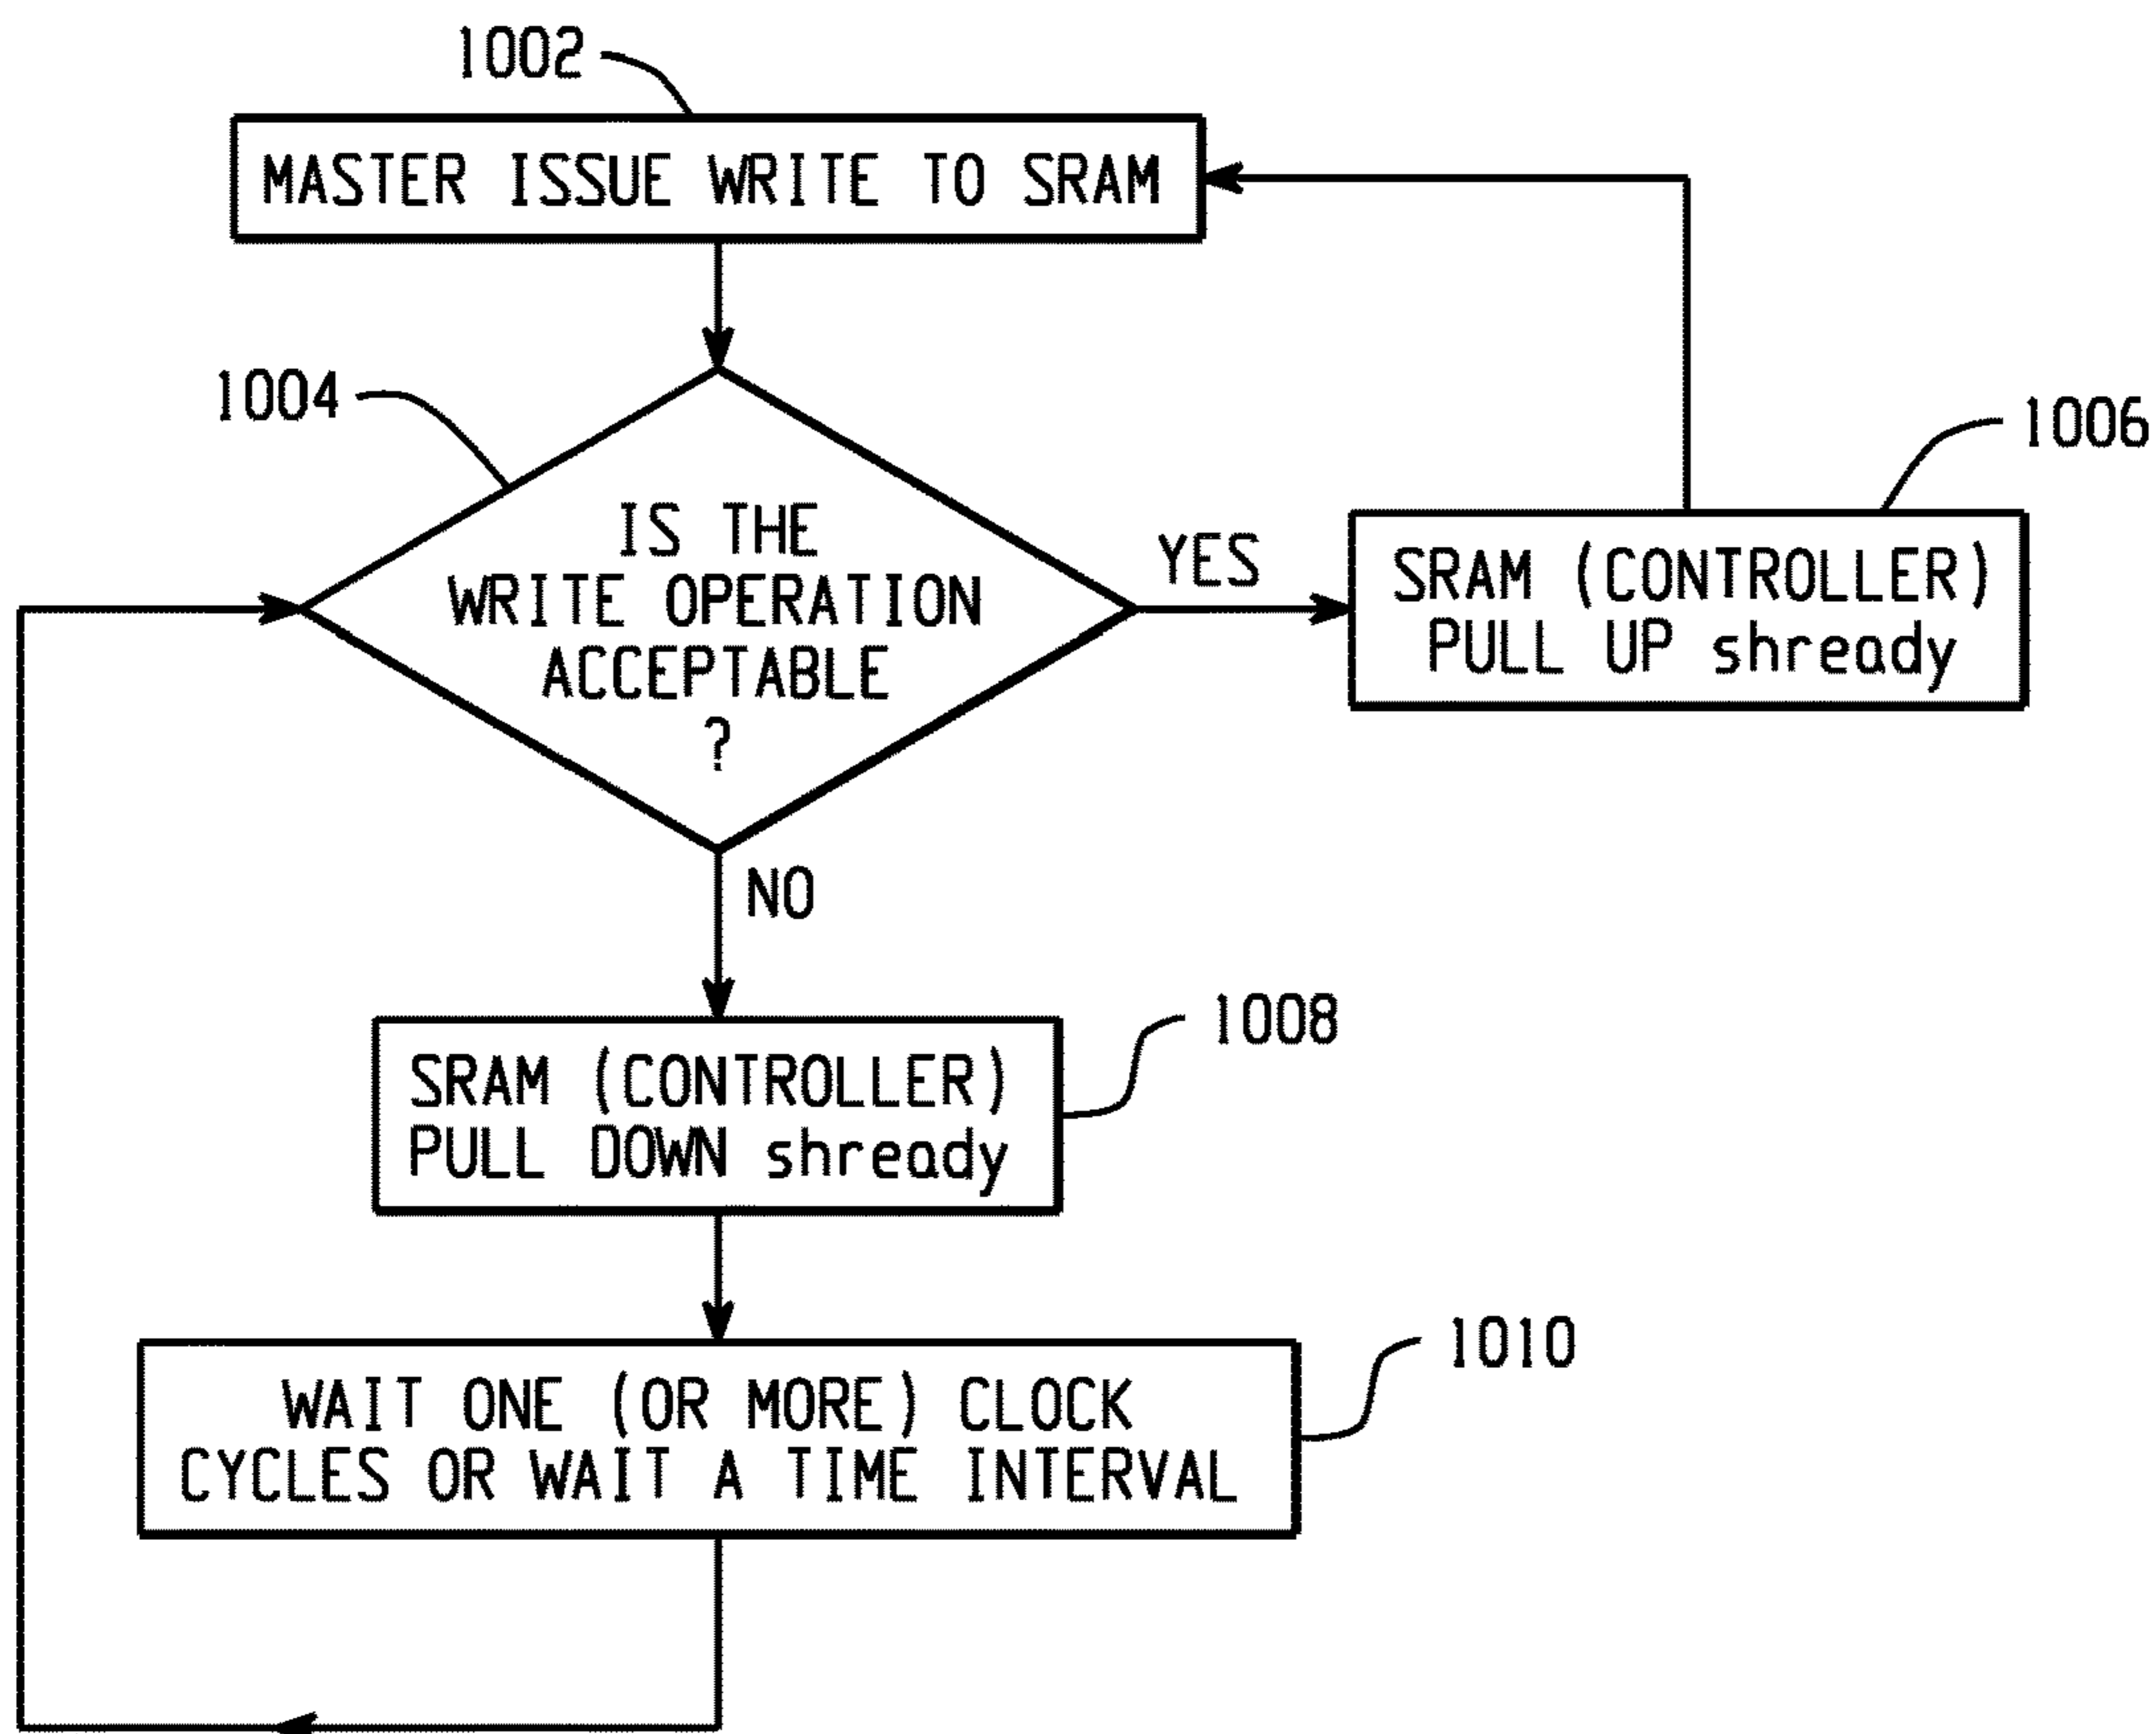 1002
MASTER ISSUE WRITE TO SRAM
1004
IS THE
WRITE OPERATION
ACCEPTABLE
?
YES
1006
SRAM (CONTROLLER)
PULL UP shready
NO
1008
SRAM (CONTROLLER)
PULL DOWN shready
1010
WAIT ONE (OR MORE) CLOCK
CYCLES OR WAIT A TIME INTERVAL